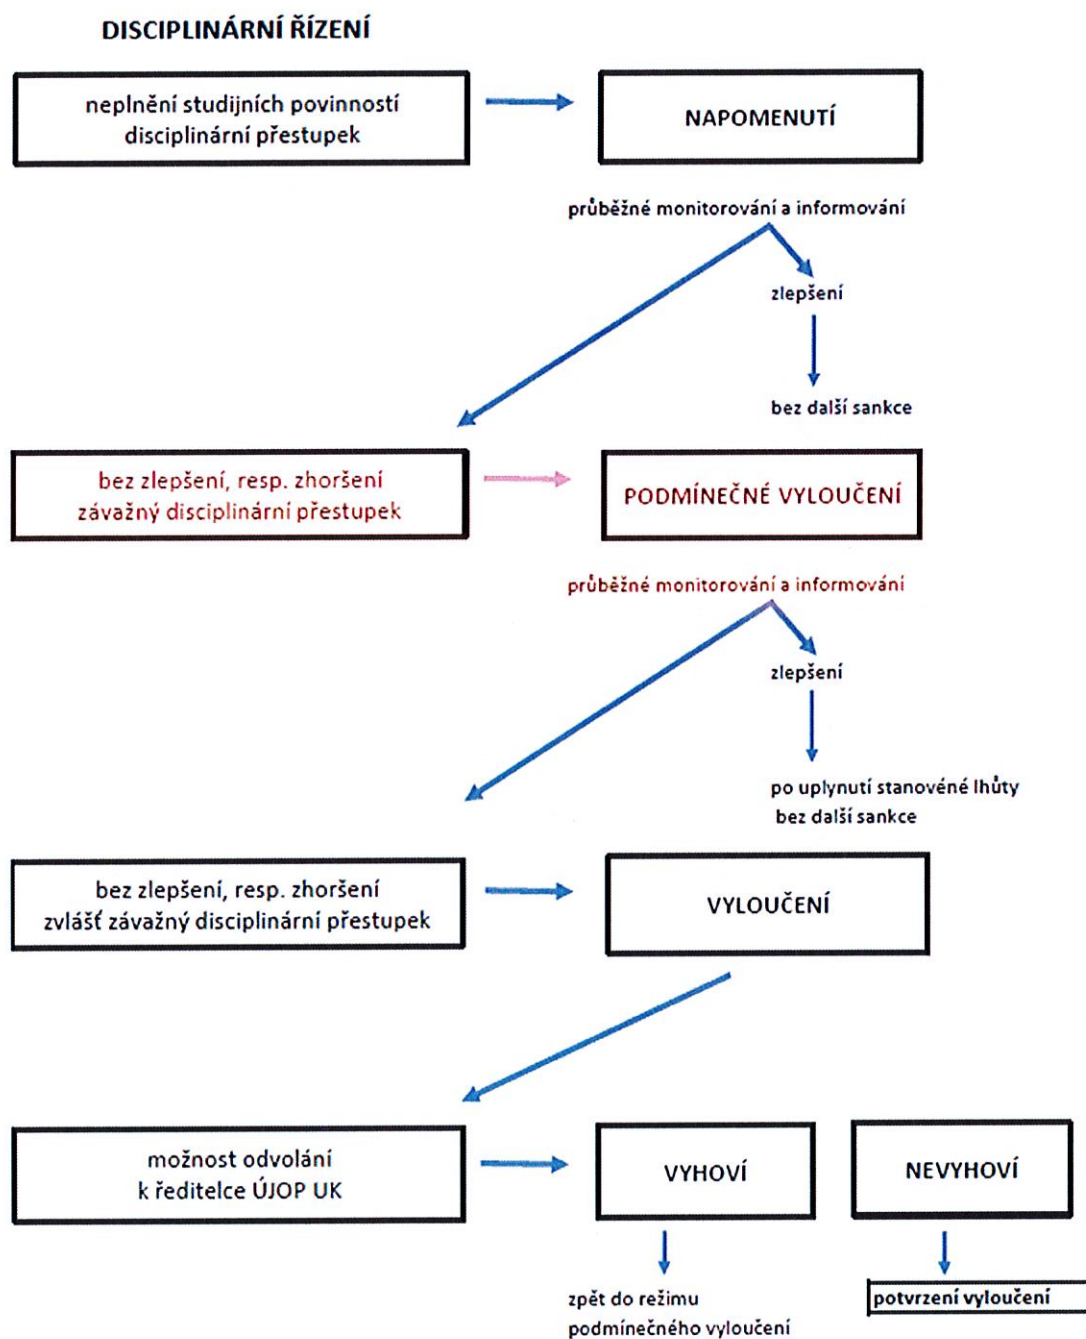 DISCIPLINÁRNÍ ŘÍZENÍ
neplnění studijních povinností
disciplinární přestupek
NAPOMENUTÍ
průběžné monitorování a informování
zlepšení
bez další sankce
bez zlepšení, resp. zhoršení
závažný disciplinární přestupek
PODMÍNEČNÉ VYLOUČENÍ
průběžné monitorování a informování
zlepšení
po uplynutí stanovéné lhůty
bez další sankce
bez zlepšení, resp. zhoršení
zvlášť závažný disciplinární přestupek
VYLOUČENÍ
možnost odvolání
k ředitelce ÚJOP UK
VYHOVÍ
NEVYHOVÍ
zpět do režimu
podmínečného vyloučení
potvrzení vyloučení